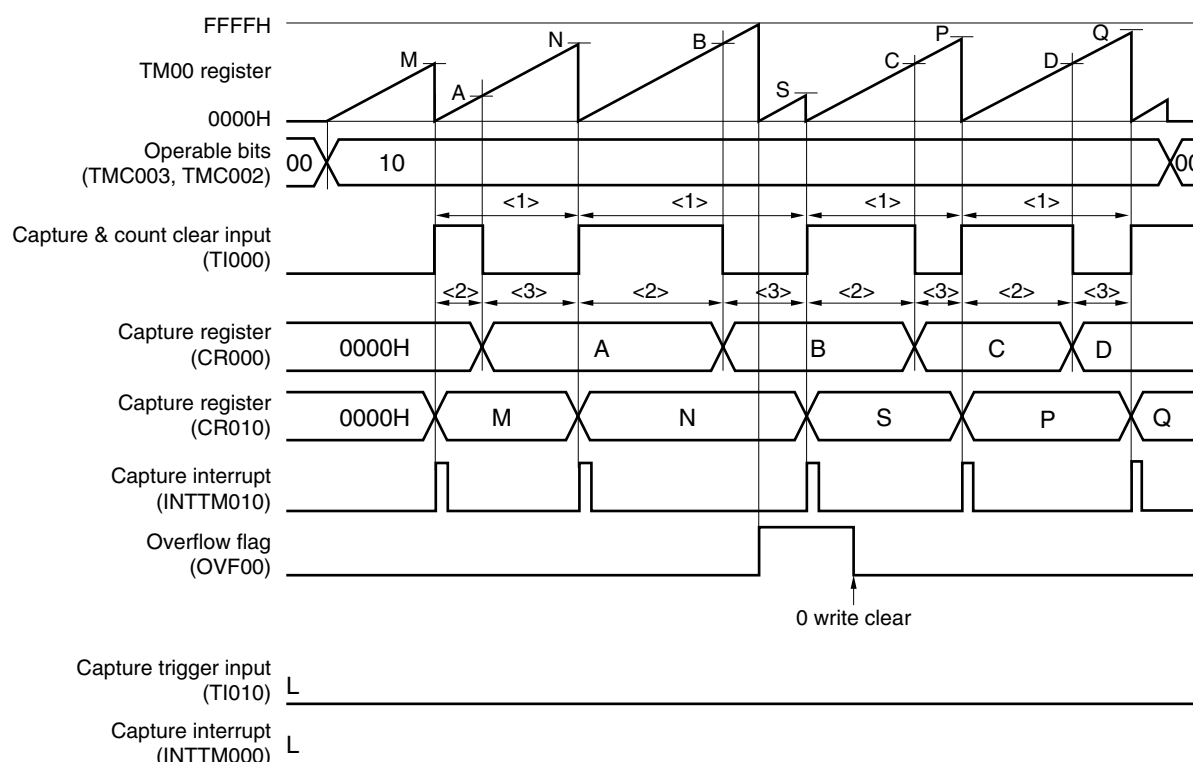 FFFFH
TM00 register
0000H
M A N B S C P D Q
Operable bits
(TMC003, TMC002)
00 10 00
<1> <1> <1> <1>
Capture & count clear input
(TI000)
<2> <3> <2> <3> <2> <3> <2> <3>
Capture register
(CR000)
0000H A B C D
Capture register
(CR010)
0000H M N S P Q
Capture interrupt
(INTTM010)
Overflow flag
(OVF00)
0 write clear
Capture trigger input
(TI010)
L
Capture interrupt
(INTTM000)
L